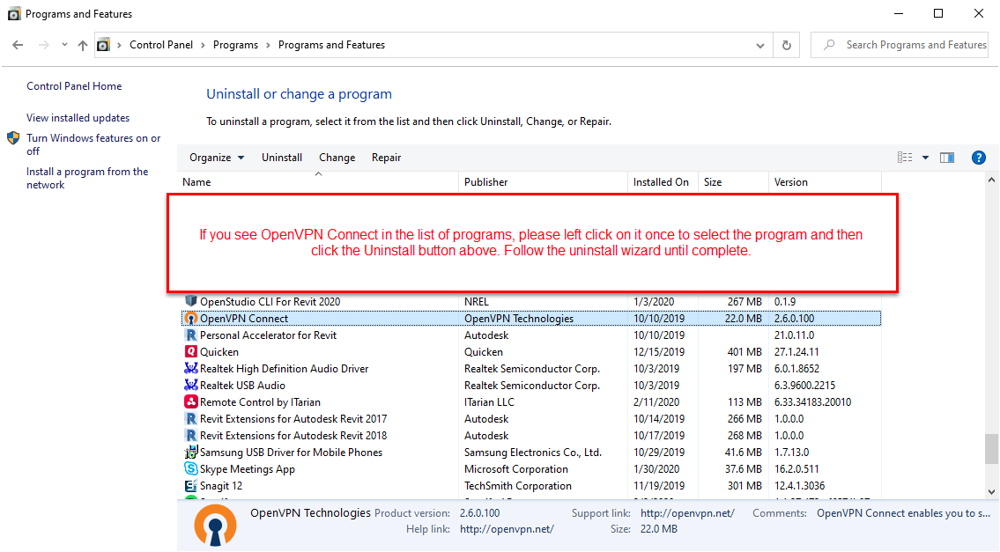 Programs and Features
Control Panel › Programs › Programs and Features
Search Programs and Features
Control Panel Home
View installed updates
Turn Windows features on or
off
Install a program from the
network
Uninstall or change a program
To uninstall a program, select it from the list and then click Uninstall, Change, or Repair.
Organize Uninstall Change Repair
Name Publisher Installed On Size Version
If you see OpenVPN Connect in the list of programs, please left click on it once to select the program and then
click the Uninstall button above. Follow the uninstall wizard until complete.
OpenStudio CLI For Revit 2020 NREL 1/3/2020 267 MB 0.1.9
OpenVPN Connect OpenVPN Technologies 10/10/2019 22.0 MB 2.6.0.100
Personal Accelerator for Revit Autodesk 10/10/2019 21.0.11.0
Quicken Quicken 12/15/2019 401 MB 27.1.24.11
Realtek High Definition Audio Driver Realtek Semiconductor Corp. 10/3/2019 197 MB 6.0.1.8652
Realtek USB Audio Realtek Semiconductor Corp. 10/3/2019 6.3.9600.2215
Remote Control by ITarian ITarian LLC 2/11/2020 113 MB 6.33.34183.20010
Revit Extensions for Autodesk Revit 2017 Autodesk 10/14/2019 266 MB 1.0.0.0
Revit Extensions for Autodesk Revit 2018 Autodesk 10/17/2019 268 MB 1.0.0.0
Samsung USB Driver for Mobile Phones Samsung Electronics Co., Ltd. 10/29/2019 41.6 MB 1.7.13.0
Skype Meetings App Microsoft Corporation 1/30/2020 37.6 MB 16.2.0.511
Snagit 12 TechSmith Corporation 11/19/2019 301 MB 12.4.1.3036
OpenVPN Technologies Product version: 2.6.0.100 Support link: http://openvpn.net/ Comments: OpenVPN Connect enables you to s...
Help link: http://openvpn.net/ Size: 22.0 MB